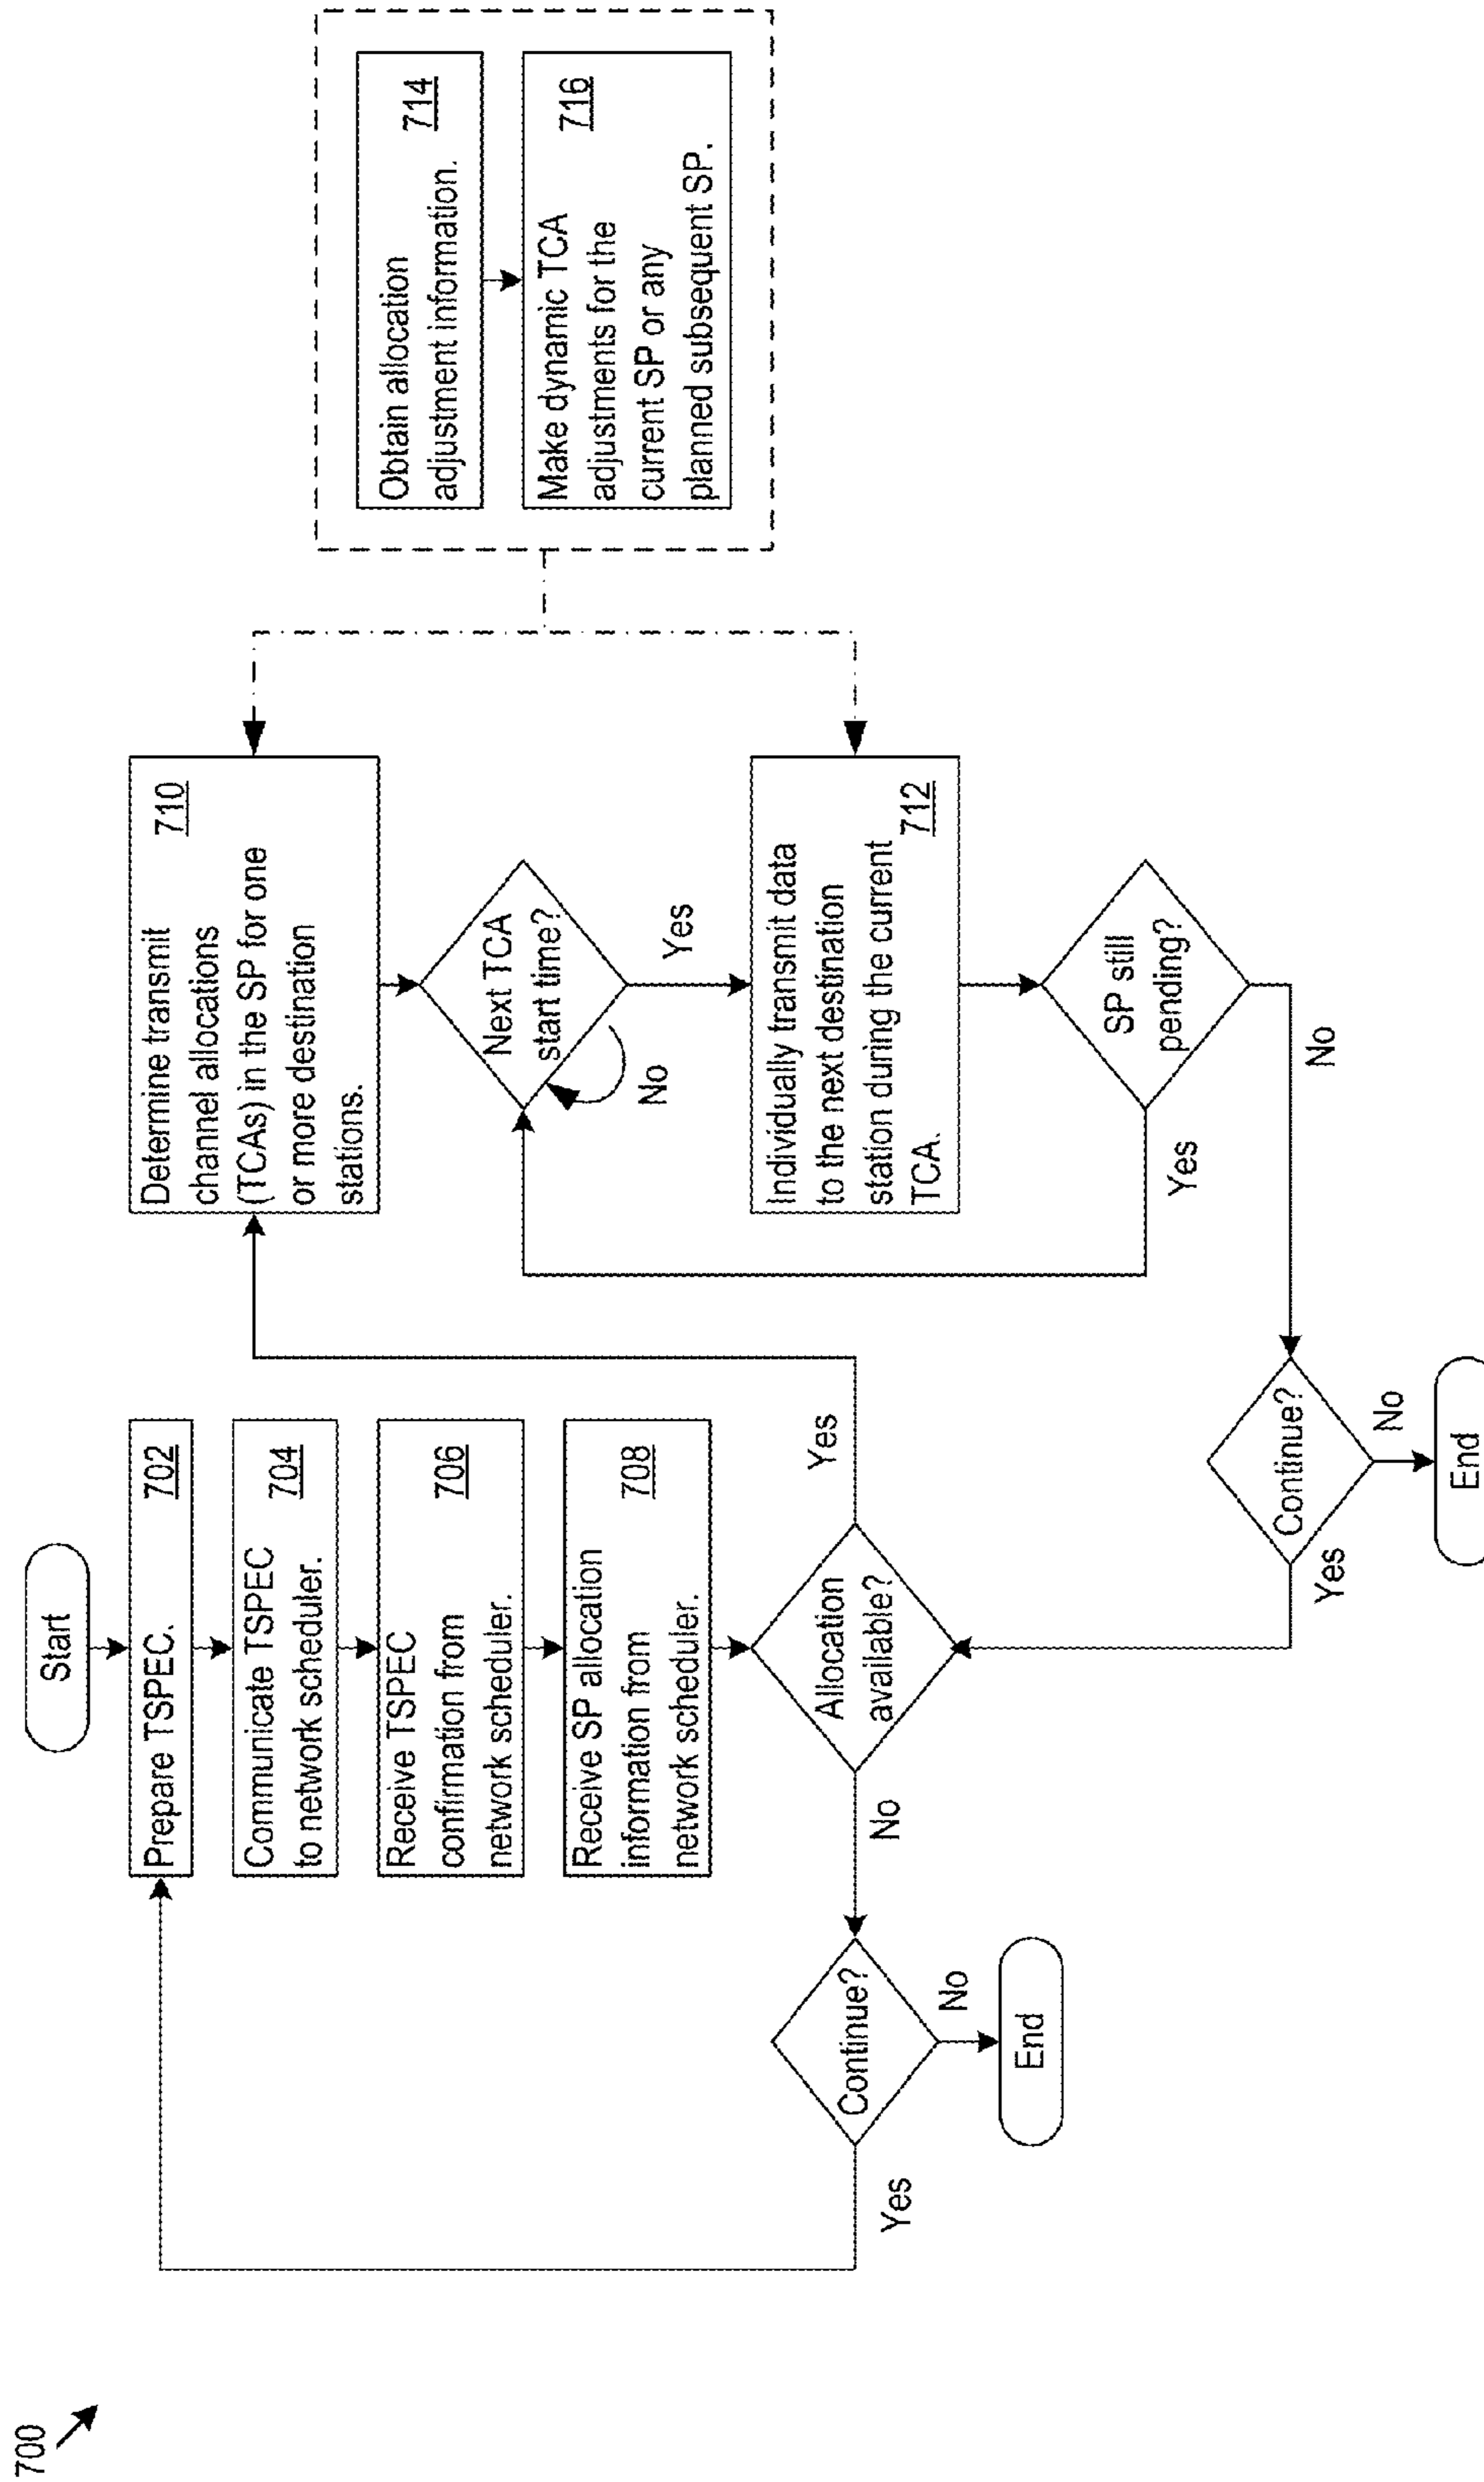 700
Start
Prepare TSPEC. 702
Communicate TSPEC
to network scheduler. 704
Receive TSPEC
confirmation from
network scheduler. 706
Receive SP allocation
information from
network scheduler. 708
Allocation
available?
No
Yes
Continue?
Yes
No
End
Determine transmit
channel allocations 710
(TCAs) in the SP for one
or more destination
stations.
Next TCA
start time?
No
Yes
Individually transmit data
to the next destination
station during the current
TCA. 712
SP still
pending?
Yes
No
Continue?
Yes
No
End
Obtain allocation
adjustment information. 714
Make dynamic TCA
adjustments for the 716
current SP or any
planned subsequent SP.